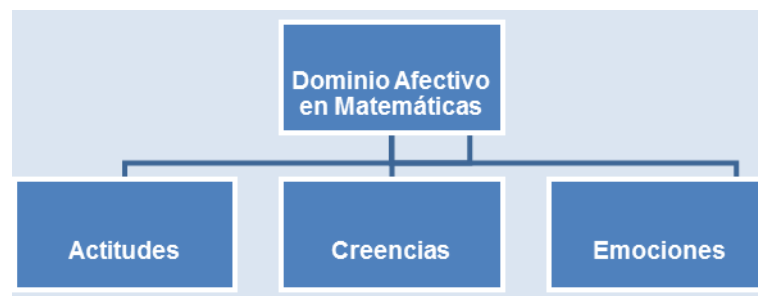 Dominio Afectivo
en Matemáticas
Actitudes
Creencias
Emociones